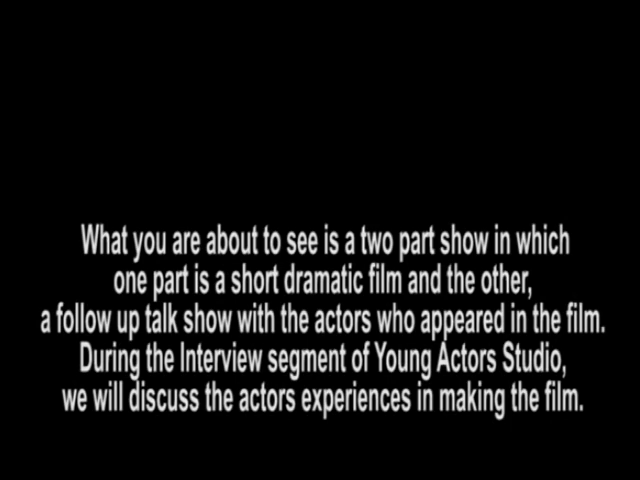 What you are about to see is a two part show in which
one part is a short dramatic film and the other,
a follow up talk show with the actors who appeared in the film.
During the Interview segment of Young Actors Studio,
we will discuss the actors experiences in making the film.